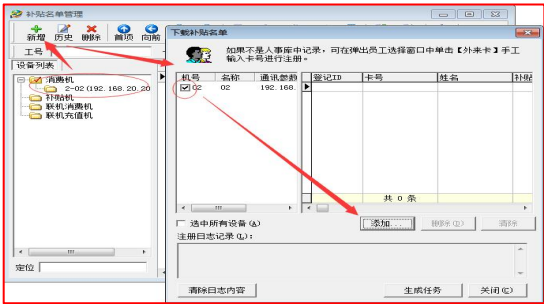 补贴名单管理
新增 历史 删除 首项 向前
工号
设备列表
消费机
2-02 (192.168.20.20
补贴机
联机消费机
联机充值机
定位
下载补贴名单
如果不是人事库中记录，可在弹出员工选择窗口中单击【外来卡】手工
输入卡号进行注册。
机号 名称 通讯参数
02 02 192.168.
登记ID 卡号 姓名 补贴
共 0 条
选中所有设备(A)
添加... 删除(D) 清除
注册日志记录(L):
清除日志内容 生成任务 关闭(C)